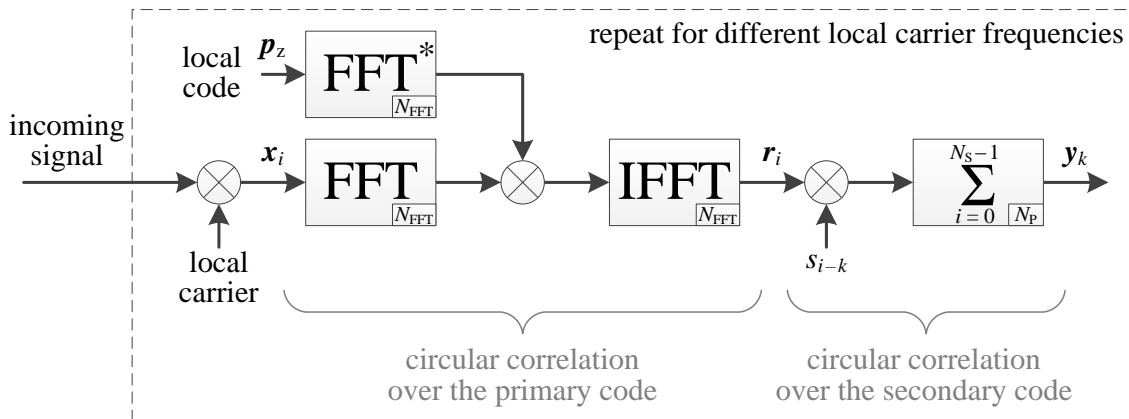 repeat for different local carrier frequencies
local
code
p_z
FFT*
N_FFT
incoming
signal
x_i
FFT
N_FFT
IFFT
N_FFT
r_i
N_S−1
∑
i = 0
N_P
y_k
local
carrier
s_{i−k}
circular correlation
over the primary code
circular correlation
over the secondary code